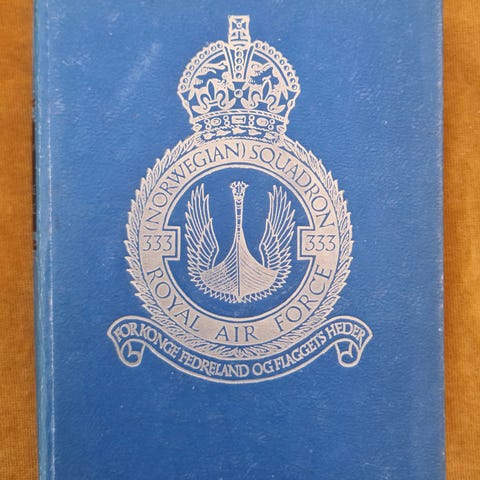 (NORWEGIAN) SQUADRON
333 333
ROYAL AIR FORCE
FOR KONGE FEDRELAND OG FLAGGETS HEDER